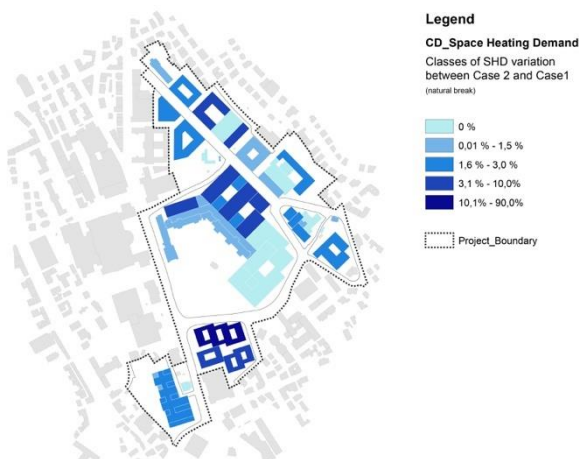 Legend
CD_Space Heating Demand
Classes of SHD variation
between Case 2 and Case1
(natural break)
0 %
0,01 % - 1,5 %
1,6 % - 3,0 %
3,1 % - 10,0%
10,1% - 90,0%
Project_Boundary